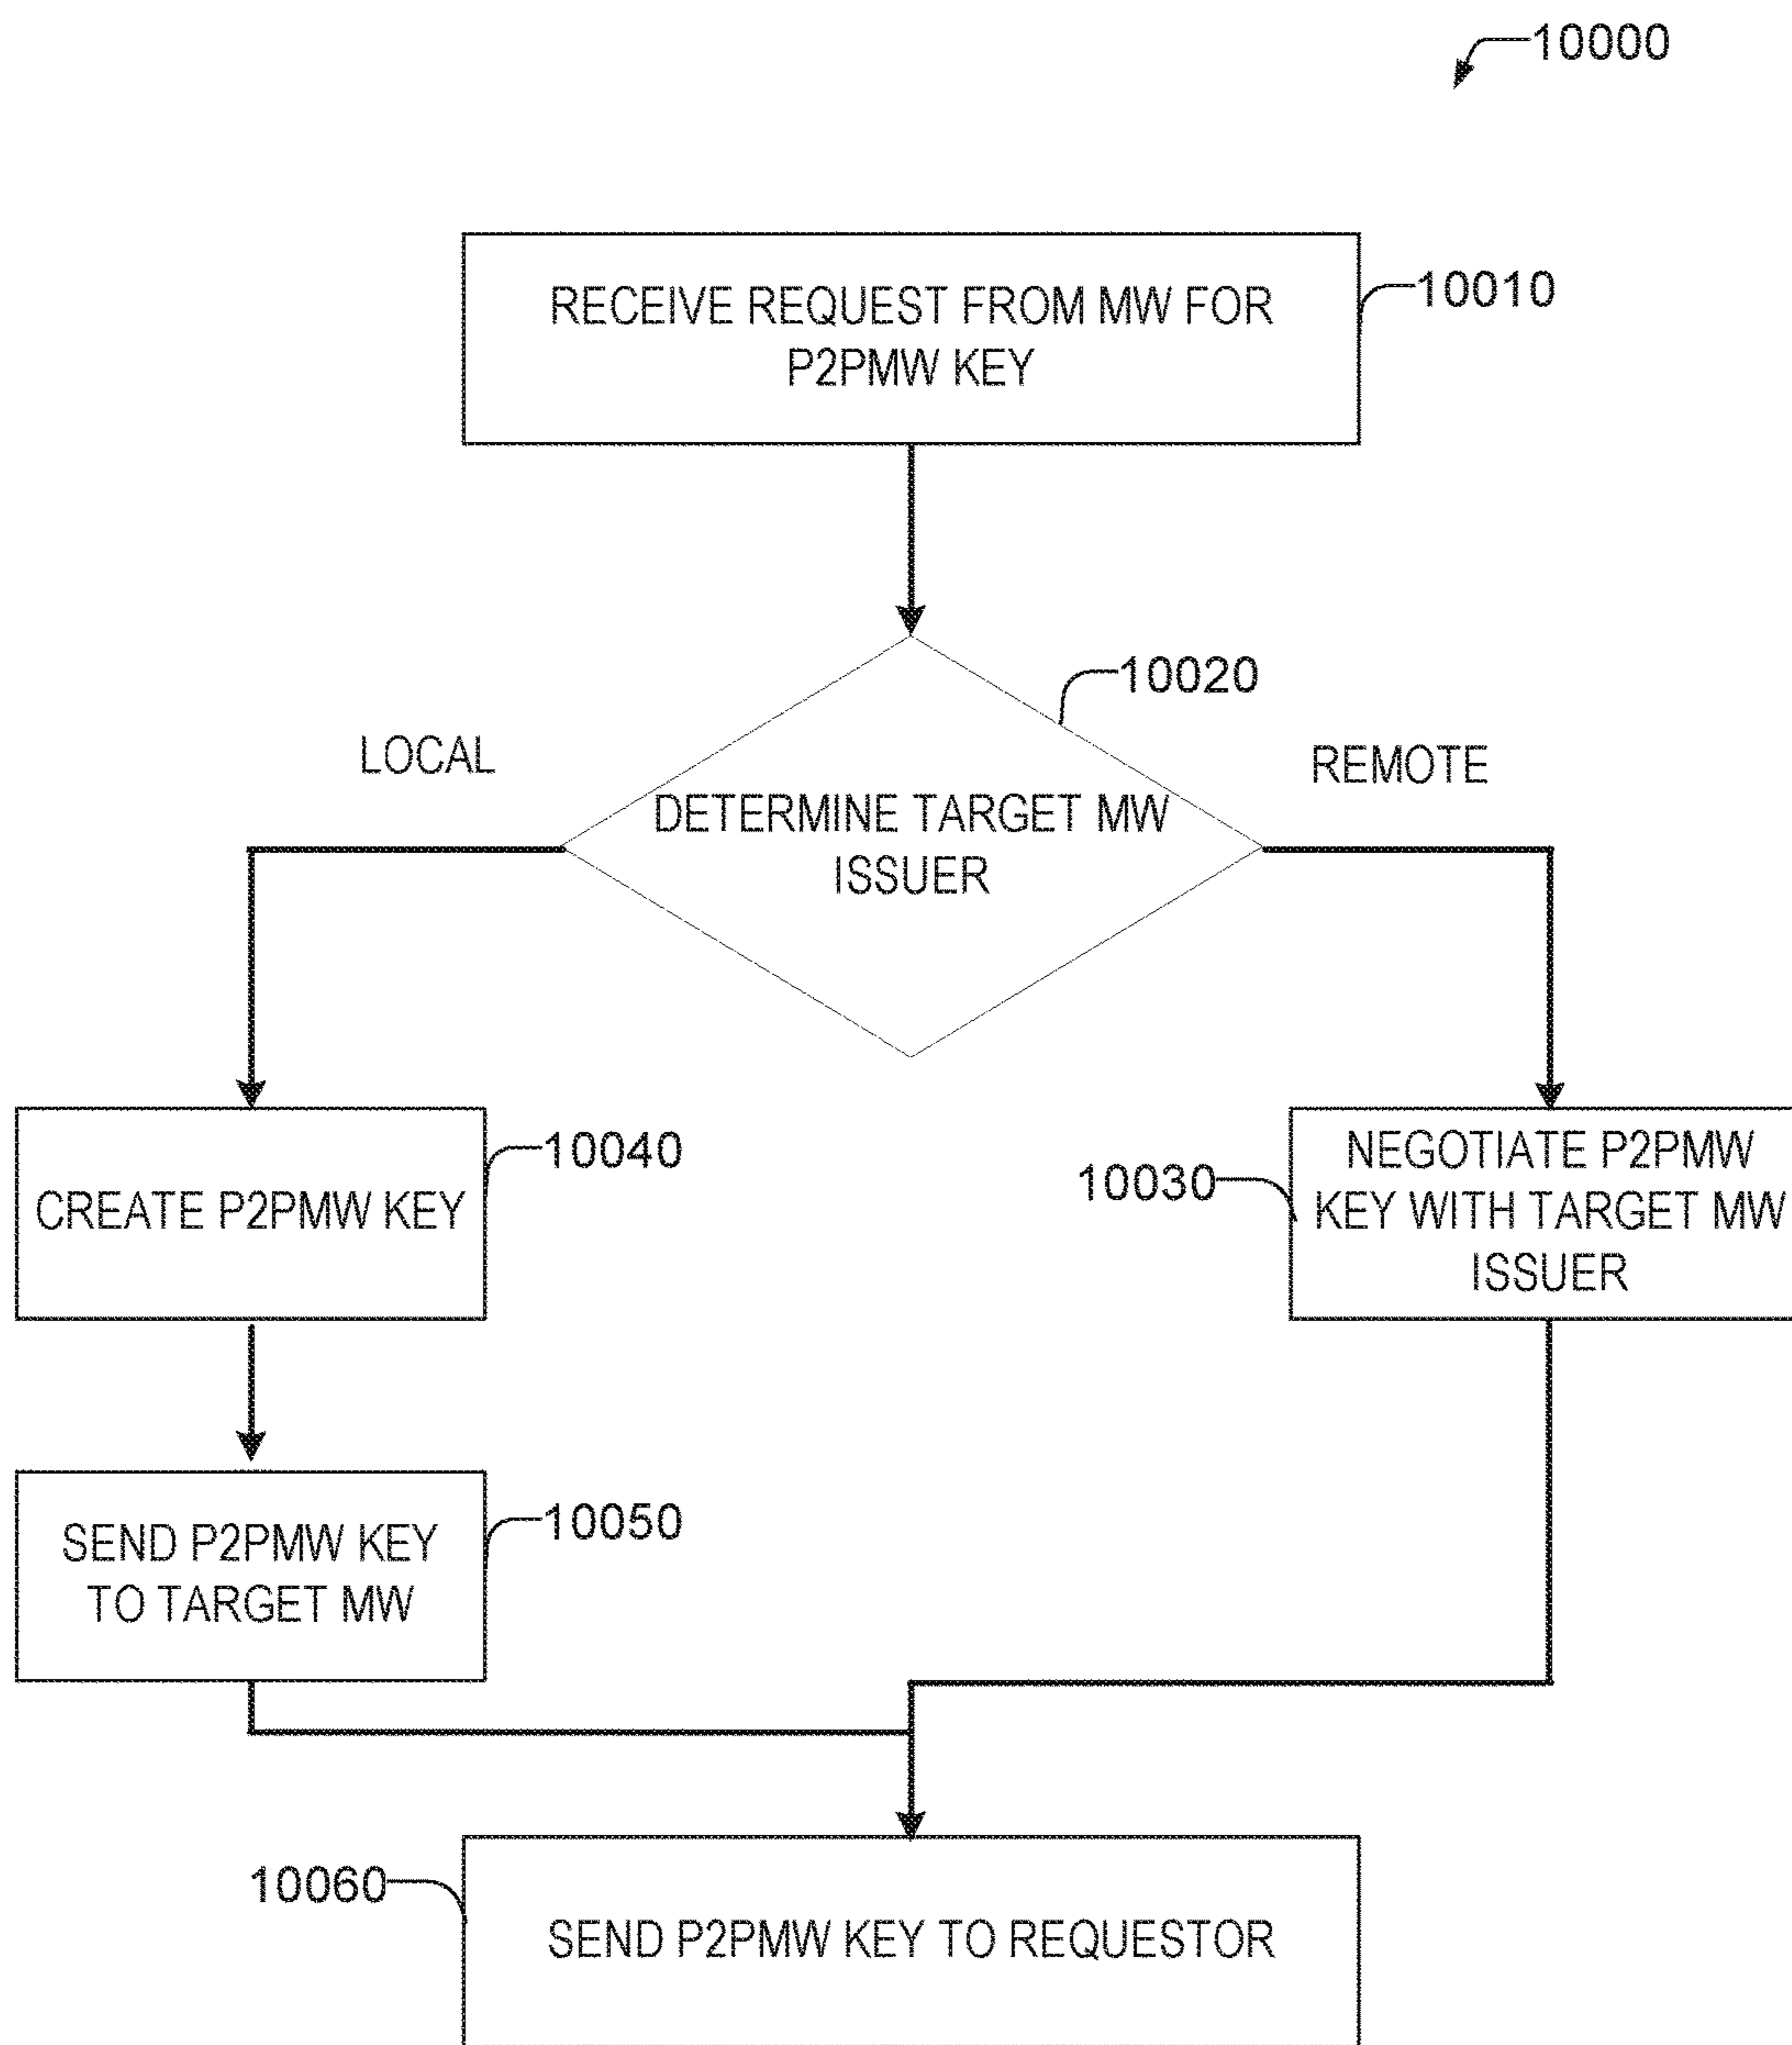 10000
RECEIVE REQUEST FROM MW FOR
P2PMW KEY
10010
10020
LOCAL
REMOTE
DETERMINE TARGET MW
ISSUER
CREATE P2PMW KEY
10040
10030
NEGOTIATE P2PMW
KEY WITH TARGET MW
ISSUER
SEND P2PMW KEY
TO TARGET MW
10050
10060
SEND P2PMW KEY TO REQUESTOR